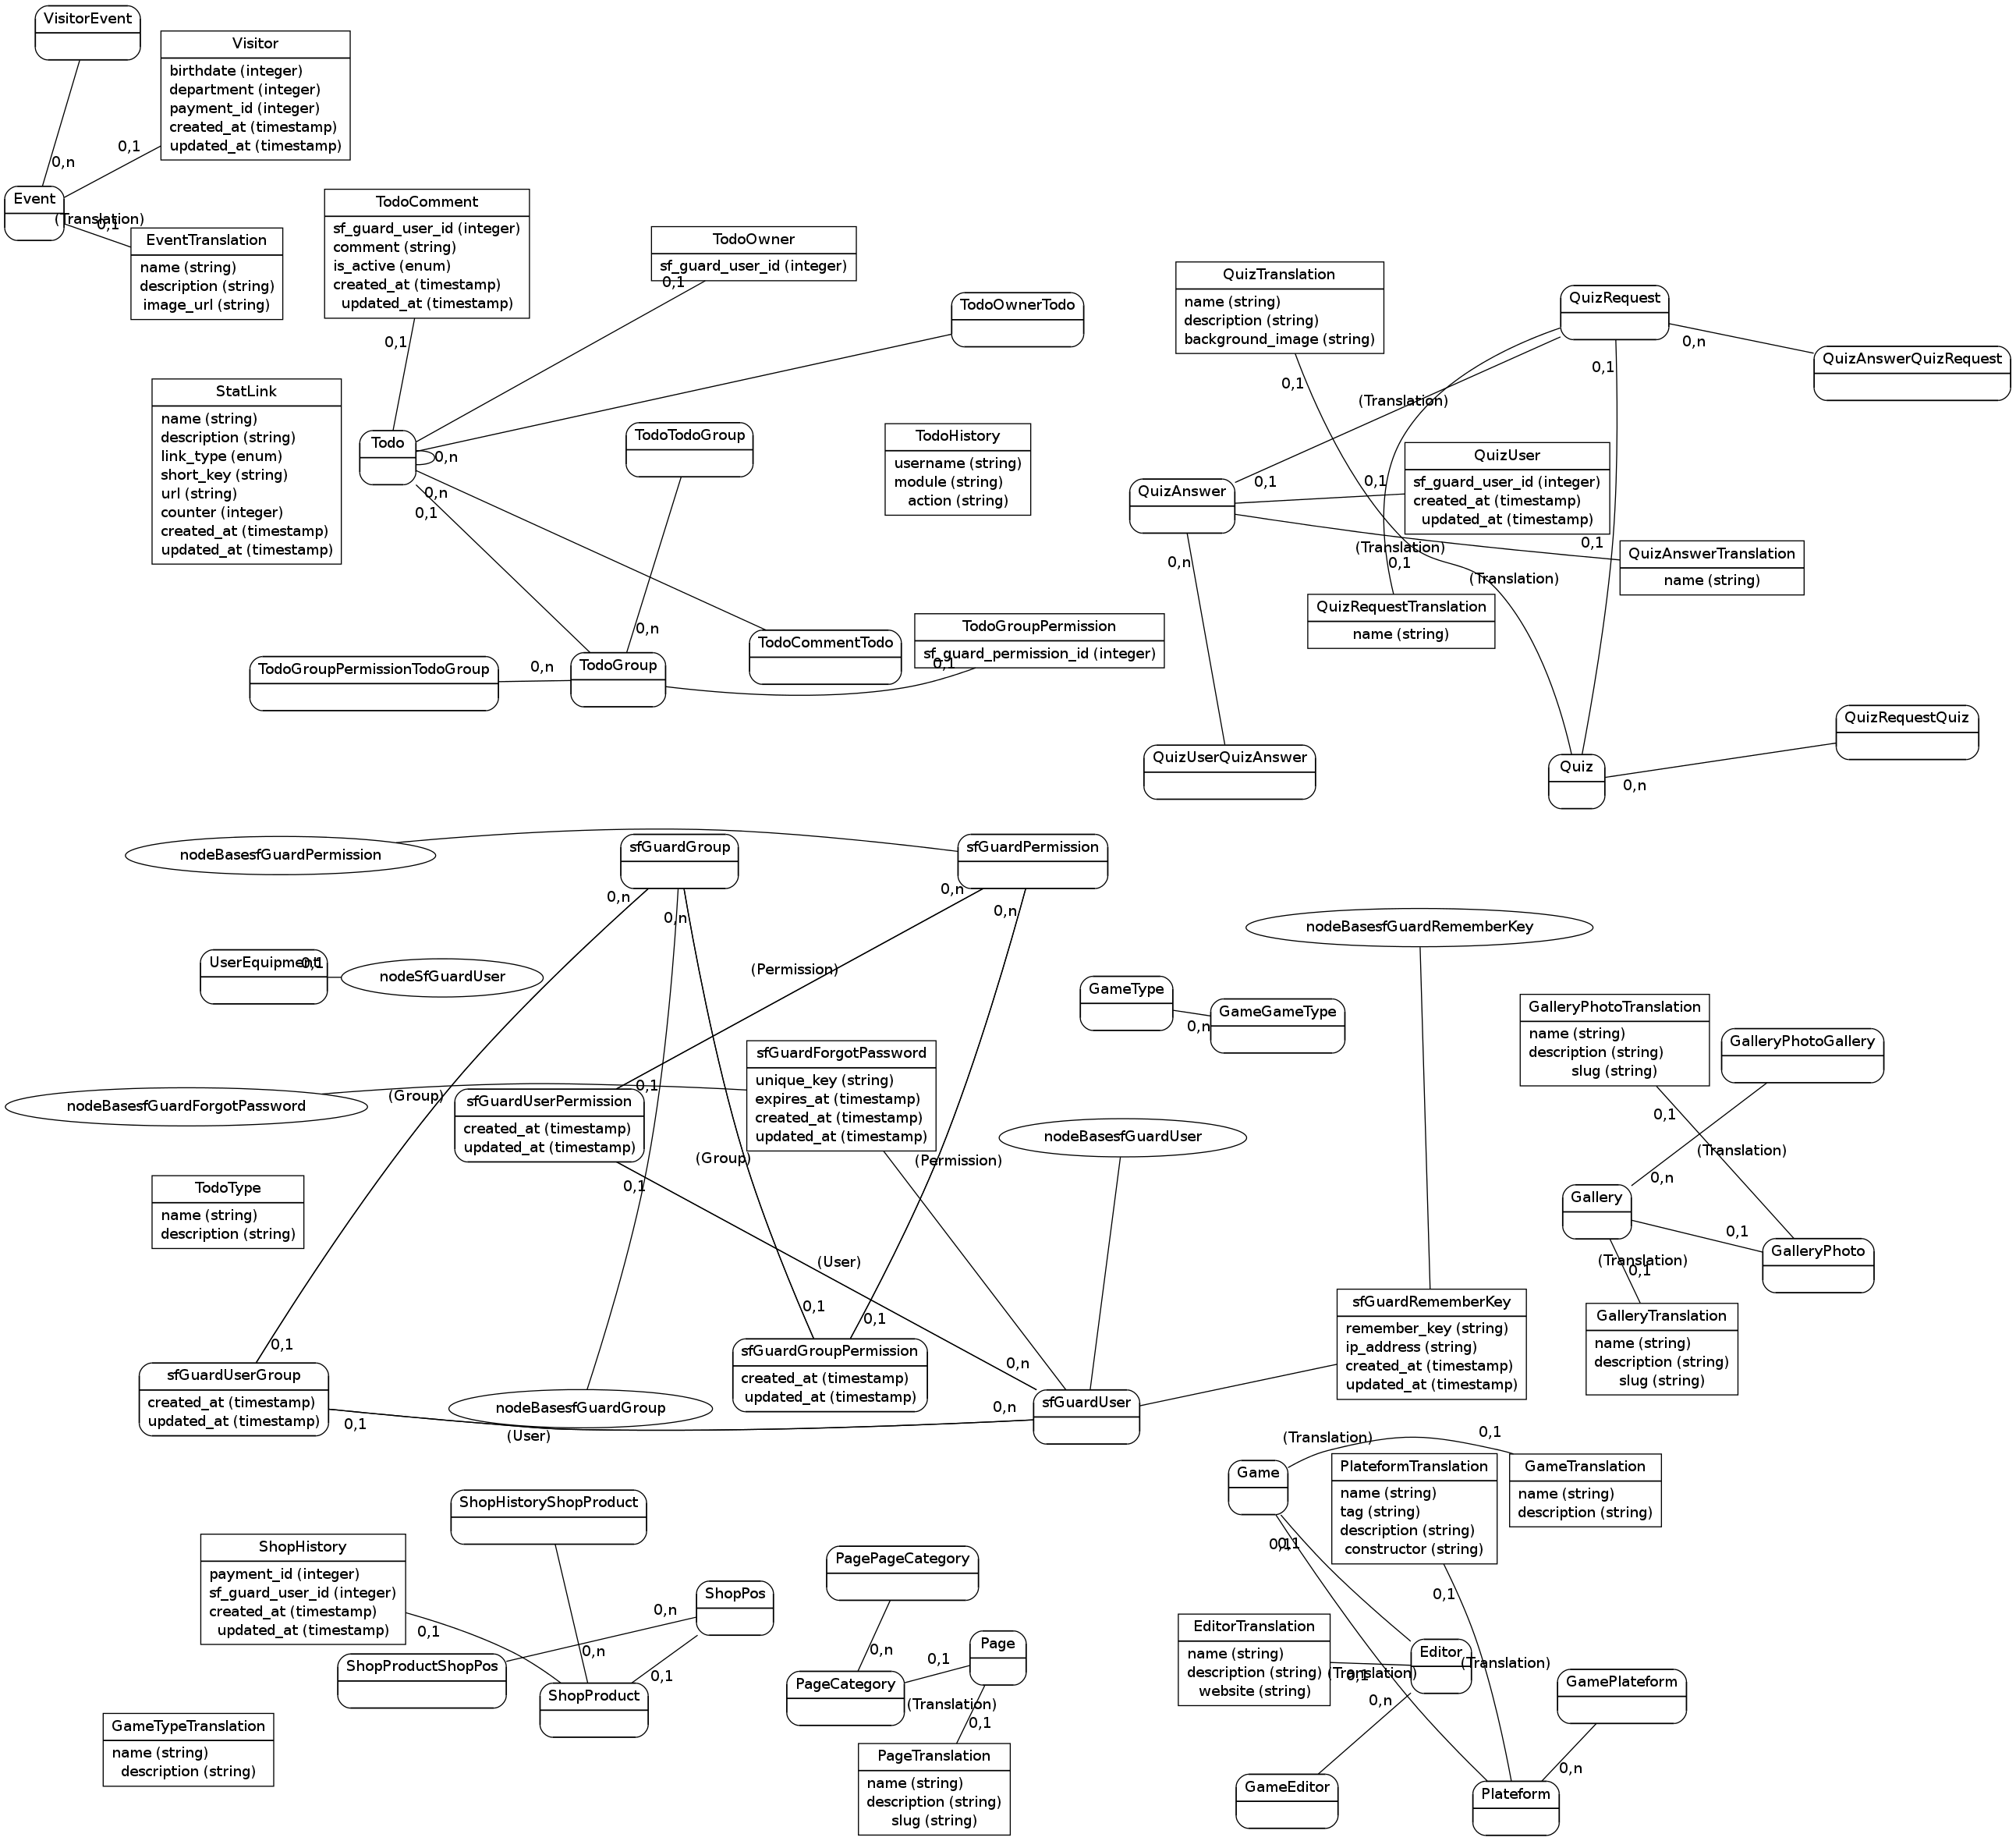 VisitorEvent
Visitor
birthdate (integer)
department (integer)
payment_id (integer)
created_at (timestamp)
updated_at (timestamp)
0,n
0,1
Event
(Translation)
0,1
EventTranslation
name (string)
description (string)
image_url (string)
TodoComment
sf_guard_user_id (integer)
comment (string)
is_active (enum)
created_at (timestamp)
updated_at (timestamp)
0,1
TodoOwner
sf_guard_user_id (integer)
0,1
TodoOwnerTodo
StatLink
name (string)
description (string)
link_type (enum)
short_key (string)
url (string)
counter (integer)
created_at (timestamp)
updated_at (timestamp)
Todo
0,n
0,n
0,1
TodoTodoGroup
0,n
TodoHistory
username (string)
module (string)
action (string)
TodoGroupPermissionTodoGroup
0,n
TodoGroup
TodoCommentTodo
TodoGroupPermission
sf_guard_permission_id (integer)
0,1
QuizTranslation
name (string)
description (string)
background_image (string)
0,1
QuizRequest
0,n
0,1
QuizAnswerQuizRequest
(Translation)
QuizUser
sf_guard_user_id (integer)
created_at (timestamp)
updated_at (timestamp)
QuizAnswer
0,1
0,1
0,n
(Translation)
0,1
0,1
QuizAnswerTranslation
name (string)
(Translation)
QuizRequestTranslation
name (string)
QuizUserQuizAnswer
QuizRequestQuiz
Quiz
0,n
nodeBasesfGuardPermission
sfGuardGroup
sfGuardPermission
0,n
0,n
0,n
0,n
nodeBasesfGuardRememberKey
UserEquipment
0,1
nodeSfGuardUser
(Permission)
GameType
0,n
GameGameType
GalleryPhotoTranslation
name (string)
description (string)
slug (string)
GalleryPhotoGallery
sfGuardForgotPassword
unique_key (string)
expires_at (timestamp)
created_at (timestamp)
updated_at (timestamp)
nodeBasesfGuardForgotPassword
(Group)
0,1
sfGuardUserPermission
created_at (timestamp)
updated_at (timestamp)
0,1
nodeBasesfGuardUser
(Group)
(Permission)
0,1
(Translation)
TodoType
name (string)
description (string)
Gallery
0,n
0,1
GalleryPhoto
(Translation)
0,1
GalleryTranslation
name (string)
description (string)
slug (string)
(User)
sfGuardRememberKey
remember_key (string)
ip_address (string)
created_at (timestamp)
updated_at (timestamp)
0,1
0,1
0,1
sfGuardUserGroup
created_at (timestamp)
updated_at (timestamp)
sfGuardGroupPermission
created_at (timestamp)
updated_at (timestamp)
0,n
nodeBasesfGuardGroup
0,n
sfGuardUser
0,1
(User)
(Translation)
0,1
Game
PlateformTranslation
name (string)
tag (string)
description (string)
constructor (string)
GameTranslation
name (string)
description (string)
ShopHistoryShopProduct
ShopHistory
payment_id (integer)
sf_guard_user_id (integer)
created_at (timestamp)
updated_at (timestamp)
0,1
0,1
PagePageCategory
ShopPos
0,n
0,1
0,n
ShopProductShopPos
0,1
ShopProduct
EditorTranslation
name (string)
description (string)
website (string)
Page
0,n
0,1
PageCategory
(Translation)
0,1
Editor
(Translation)
0,1
(Translation)
0,n
GamePlateform
GameTypeTranslation
name (string)
description (string)
PageTranslation
name (string)
description (string)
slug (string)
0,n
GameEditor
Plateform